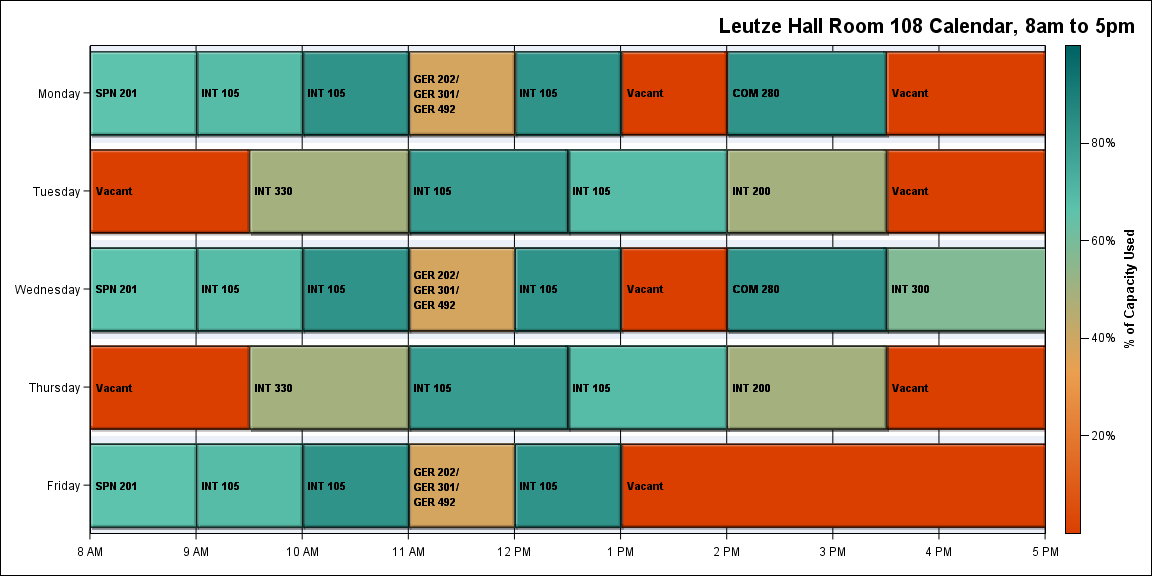 Leutze Hall Room 108 Calendar, 8am to 5pm
Monday
SPN 201
INT 105
INT 105
GER 202/
GER 301/
GER 492
INT 105
Vacant
COM 280
Vacant
Tuesday
Vacant
INT 330
INT 105
INT 105
INT 200
Vacant
Wednesday
SPN 201
INT 105
INT 105
GER 202/
GER 301/
GER 492
INT 105
Vacant
COM 280
INT 300
Thursday
Vacant
INT 330
INT 105
INT 105
INT 200
Vacant
Friday
SPN 201
INT 105
INT 105
GER 202/
GER 301/
GER 492
INT 105
Vacant
8 AM
9 AM
10 AM
11 AM
12 PM
1 PM
2 PM
3 PM
4 PM
5 PM
80%
60%
40%
20%
% of Capacity Used